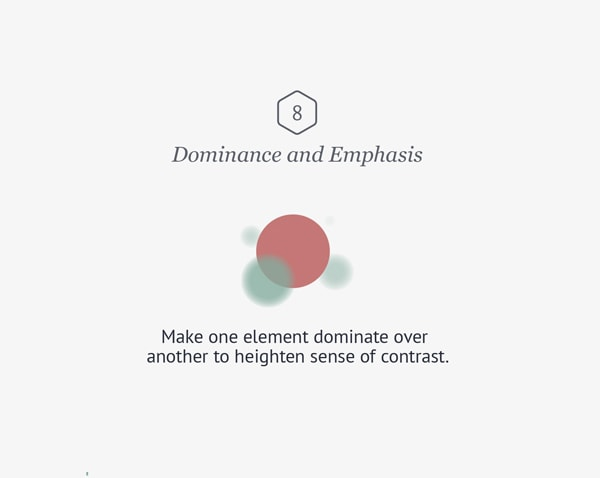 8
Dominance and Emphasis
Make one element dominate over
another to heighten sense of contrast.